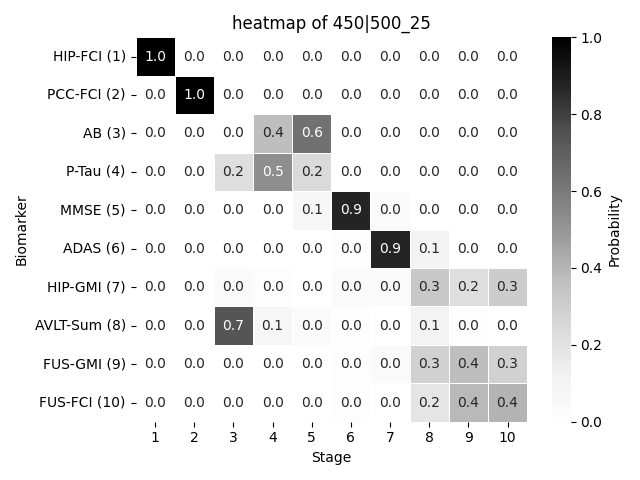 heatmap of 450|500_25
HIP-FCI (1) 1.0 0.0 0.0 0.0 0.0 0.0 0.0 0.0 0.0 0.0
PCC-FCI (2) 0.0 1.0 0.0 0.0 0.0 0.0 0.0 0.0 0.0 0.0
AB (3) 0.0 0.0 0.0 0.4 0.6 0.0 0.0 0.0 0.0 0.0
P-Tau (4) 0.0 0.0 0.2 0.5 0.2 0.0 0.0 0.0 0.0 0.0
MMSE (5) 0.0 0.0 0.0 0.0 0.1 0.9 0.0 0.0 0.0 0.0
ADAS (6) 0.0 0.0 0.0 0.0 0.0 0.0 0.9 0.1 0.0 0.0
HIP-GMI (7) 0.0 0.0 0.0 0.0 0.0 0.0 0.0 0.3 0.2 0.3
AVLT-Sum (8) 0.0 0.0 0.7 0.1 0.0 0.0 0.0 0.1 0.0 0.0
FUS-GMI (9) 0.0 0.0 0.0 0.0 0.0 0.0 0.0 0.3 0.4 0.3
FUS-FCI (10) 0.0 0.0 0.0 0.0 0.0 0.0 0.0 0.2 0.4 0.4
1 2 3 4 5 6 7 8 9 10
Stage
Biomarker
1.0
0.8
0.6
0.4
0.2
0.0
Probability